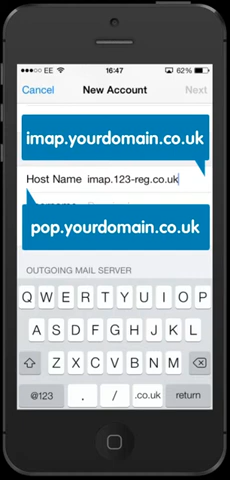 EE 16:47 62%
Cancel New Account Next
imap.yourdomain.co.uk
Host Name imap.123-reg.co.uk
pop.yourdomain.co.uk
OUTGOING MAIL SERVER
Q W E R T Y U I O P
A S D F G H J K L
Z X C V B N M
@123 . / .co.uk return